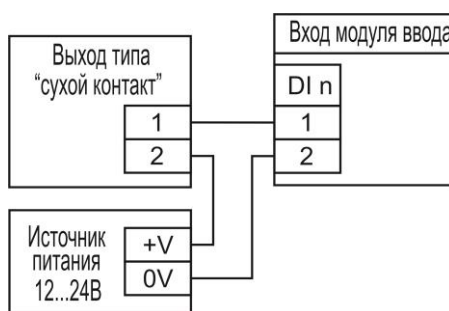 Выход типа
“сухой контакт”
1
2
Вход модуля ввода
DI n
1
2
Источник
питания
12...24В
+V
0V